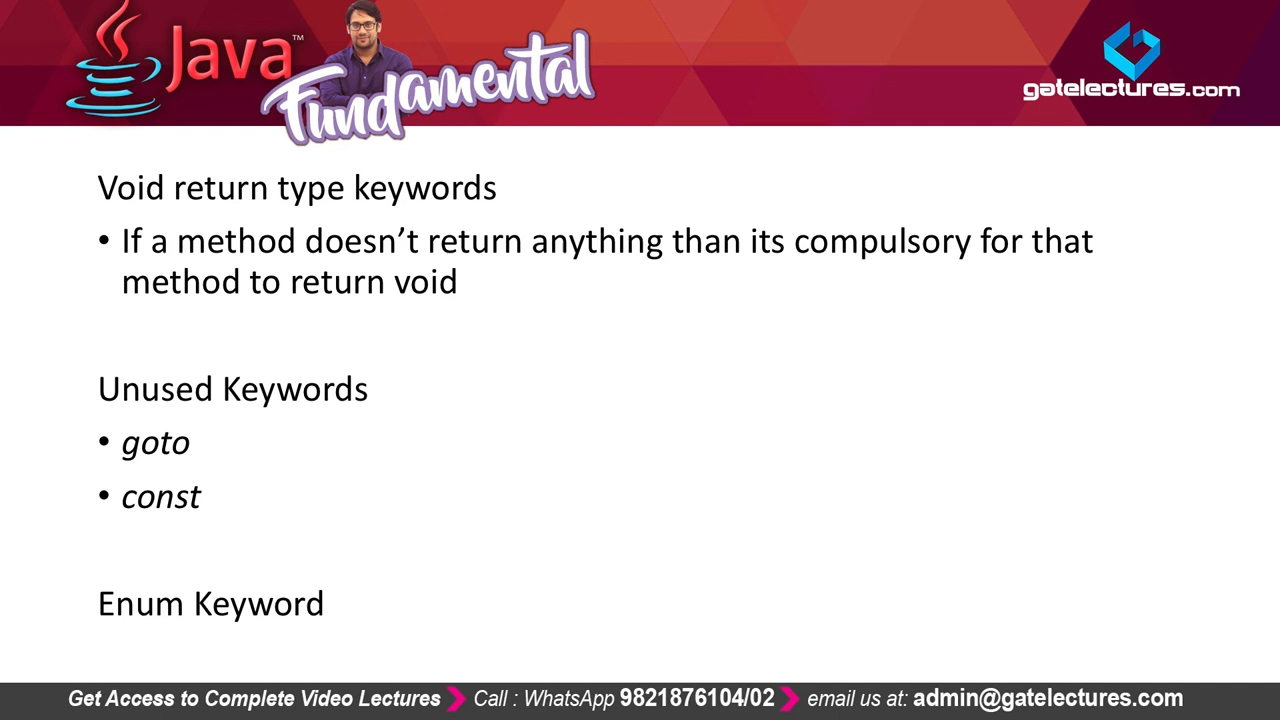 Java™
Fundamental
gatelectures.com
Void return type keywords
• If a method doesn’t return anything than its compulsory for that
method to return void
Unused Keywords
• goto
• const
Enum Keyword
Get Access to Complete Video Lectures Call : WhatsApp 9821876104/02 email us at: admin@gatelectures.com